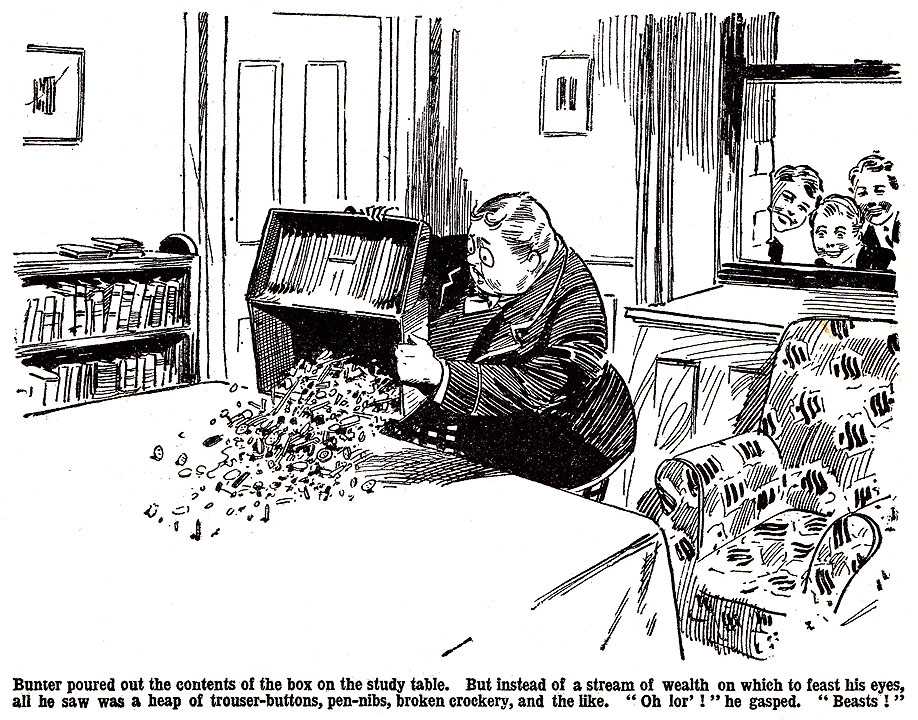 Bunter poured out the contents of the box on the study table. But instead of a stream of wealth on which to feast his eyes,
all he saw was a heap of trouser-buttons, pen-nibs, broken crockery, and the like. "Oh lor'!" he gasped. "Beasts!"